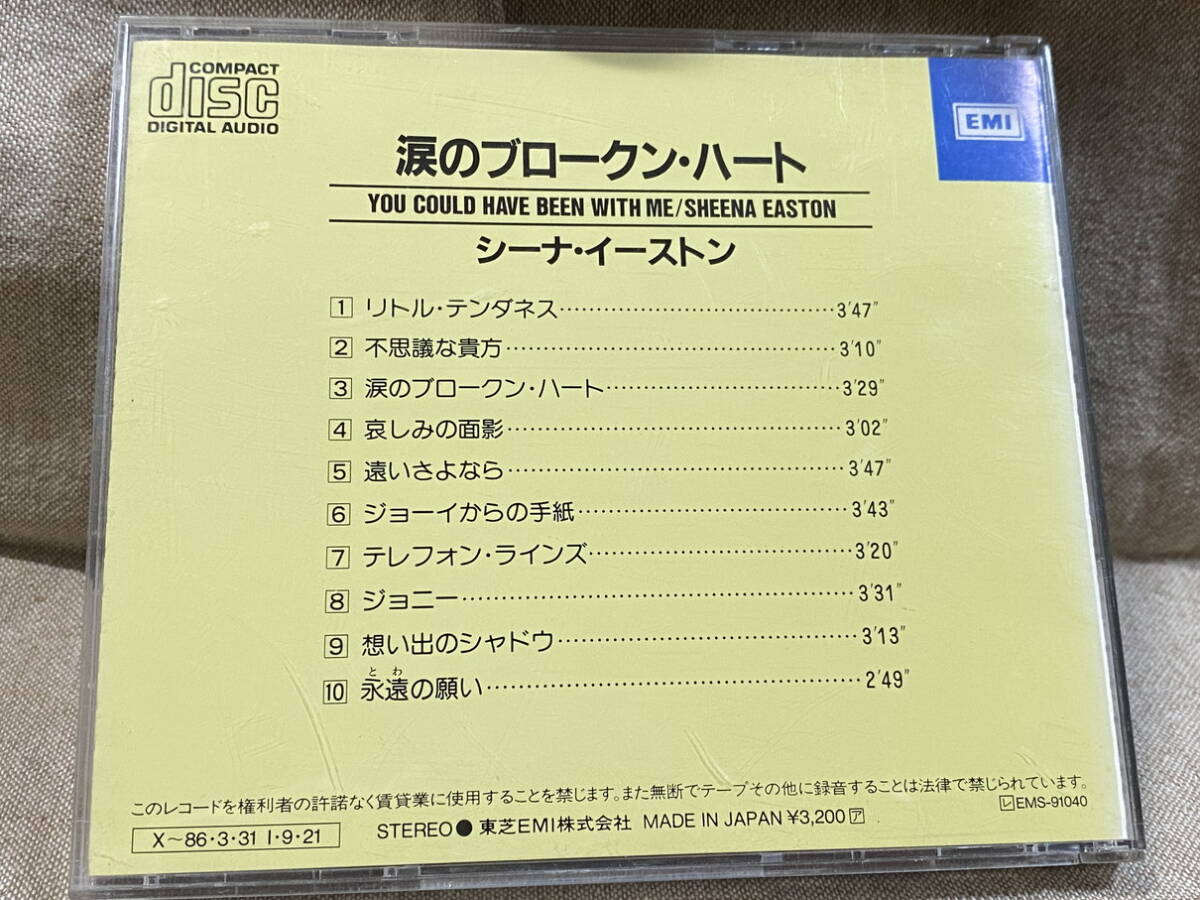 COMPACT
disc
DIGITAL AUDIO
EMI
涙のブロークン・ハート
YOU COULD HAVE BEEN WITH ME/SHEENA EASTON
シーナ・イーストン
1 リトル・テンダネス 3'47"
2 不思議な貴方 3'10"
3 涙のブロークン・ハート 3'29"
4 哀しみの面影 3'02"
5 遠いさよなら 3'47"
6 ジョーイからの手紙 3'43"
7 テレフォン・ラインズ 3'20"
8 ジョニー 3'31"
9 想い出のシャドウ 3'13"
とわ
10 永遠の願い 2'49"
このレコードを権利者の許諾なく賃貸業に使用することを禁じます。また無断でテープその他に録音することは法律で禁じられています。
レ EMS-91040
X〜86・3・31 I・9・21
STEREO● 東芝EMI株式会社 MADE IN JAPAN ¥3,200 ア